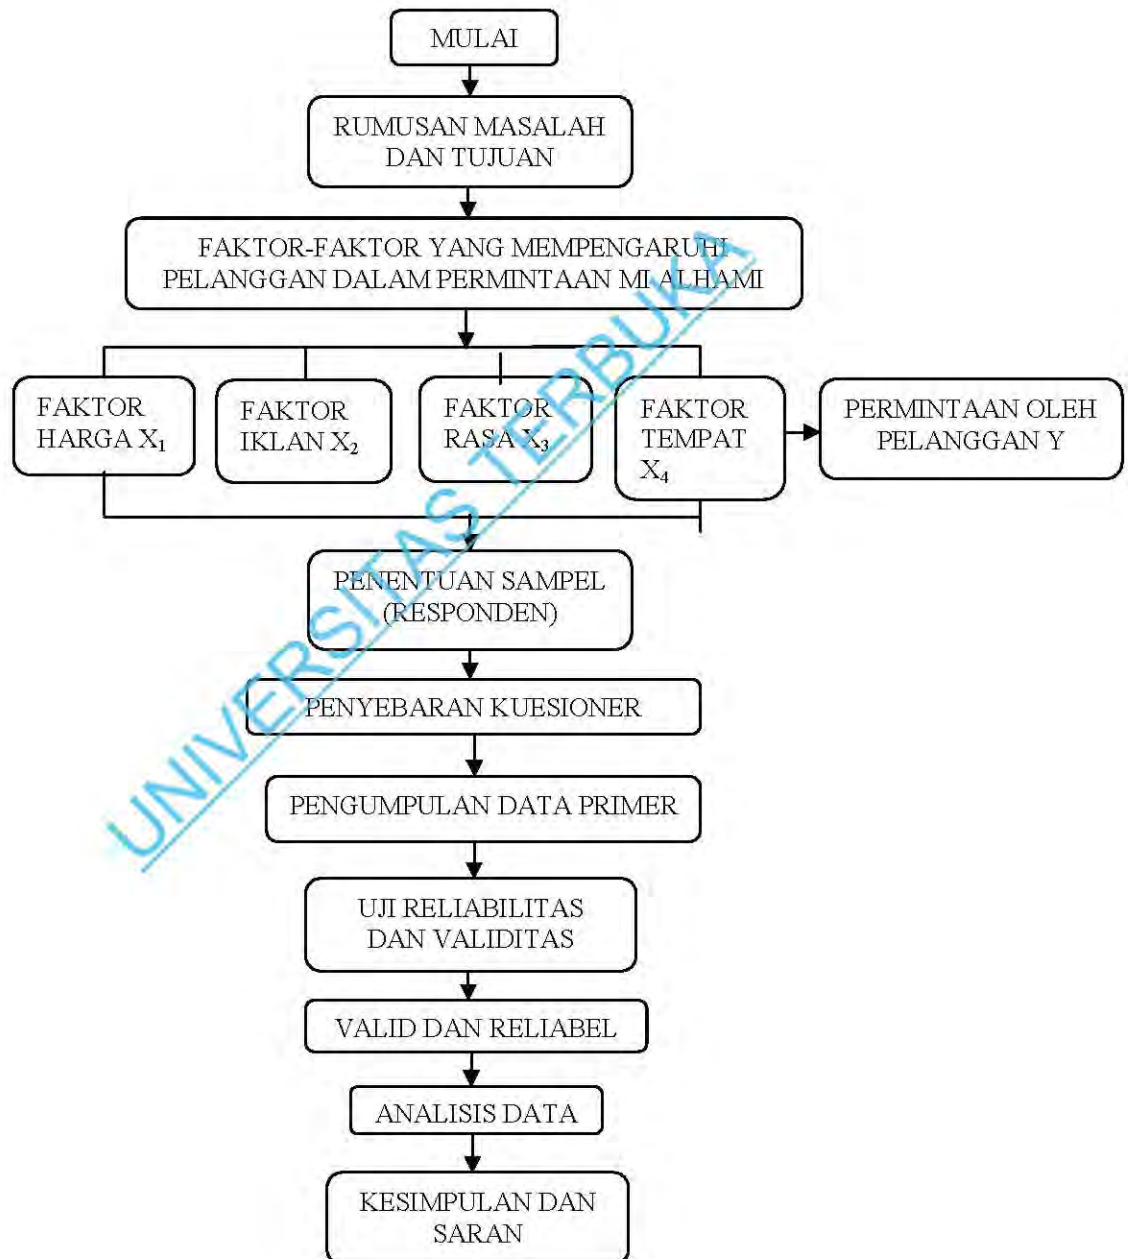 MULAI
RUMUSAN MASALAH
DAN TUJUAN
FAKTOR-FAKTOR YANG MEMPENGARUHI
PELANGGAN DALAM PERMINTAAN MI ALHAMI
FAKTOR
HARGA X₁
FAKTOR
IKLAN X₂
FAKTOR
RASA X₃
FAKTOR
TEMPAT
X₄
PERMINTAAN OLEH
PELANGGAN Y
PENENTUAN SAMPEL
(RESPONDEN)
PENYEBARAN KUESIONER
PENGUMPULAN DATA PRIMER
UJI RELIABILITAS
DAN VALIDITAS
VALID DAN RELIABEL
ANALISIS DATA
KESIMPULAN DAN
SARAN
UNIVERSITAS TERBUKA